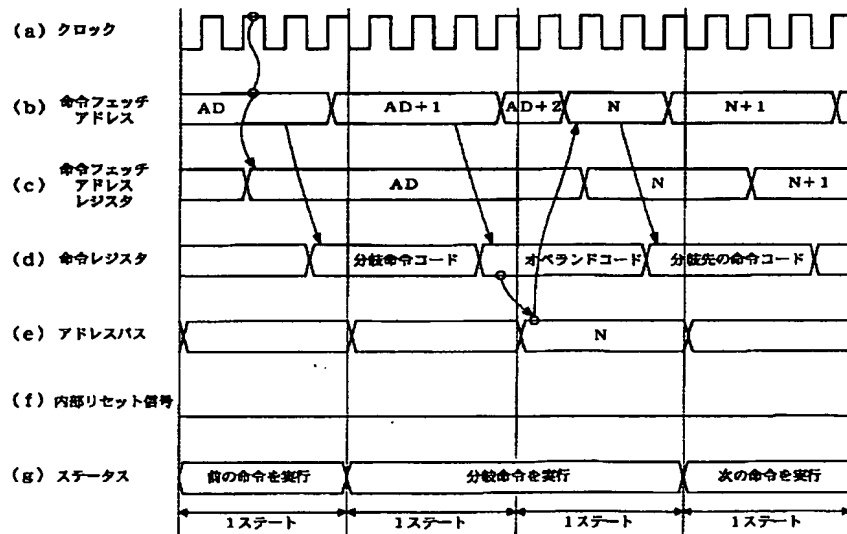 (a) クロック
(b) 命令フェッチ
アドレス
AD
AD+1
AD+2
N
N+1
(c) 命令フェッチ
アドレス
レジスタ
AD
N
N+1
(d) 命令レジスタ
分岐命令コード
オペランドコード
分岐先の命令コード
(e) アドレスバス
N
(f) 内部リセット信号
(g) ステータス
前の命令を実行
分岐命令を実行
次の命令を実行
1ステート
1ステート
1ステート
1ステート